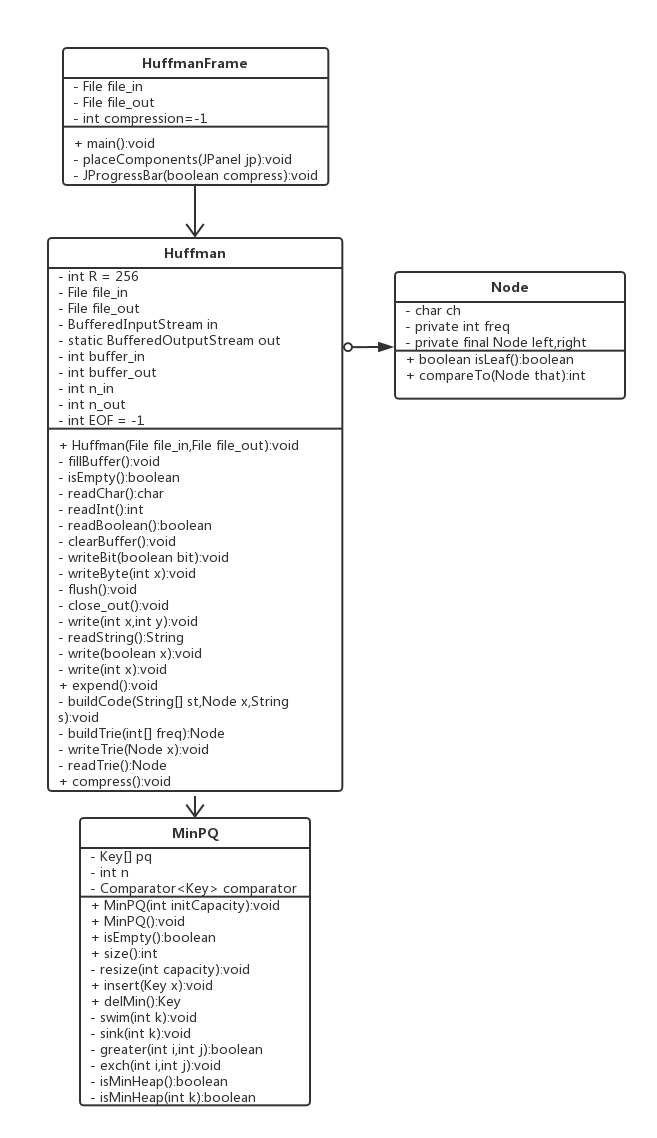 HuffmanFrame
- File file_in
- File file_out
- int compression=-1
+ main():void
- placeComponents(JPanel jp):void
- JProgressBar(boolean compress):void
Huffman
- int R = 256
- File file_in
- File file_out
- BufferedInputStream in
- static BufferedOutputStream out
- int buffer_in
- int buffer_out
- int n_in
- int n_out
- int EOF = -1
+ Huffman(File file_in,File file_out):void
- fillBuffer():void
- isEmpty():boolean
- readChar():char
- readInt():int
- readBoolean():boolean
- clearBuffer():void
- writeBit(boolean bit):void
- writeByte(int x):void
- flush():void
- close_out():void
- write(int x,int y):void
- readString():String
- write(boolean x):void
- write(int x):void
+ expend():void
- buildCode(String[] st,Node x,String
s):void
- buildTrie(int[] freq):Node
- writeTrie(Node x):void
- readTrie():Node
+ compress():void
Node
- char ch
- private int freq
- private final Node left,right
+ boolean isLeaf():boolean
+ compareTo(Node that):int
MinPQ
- Key[] pq
- int n
- Comparator<Key> comparator
+ MinPQ(int initCapacity):void
+ MinPQ():void
+ isEmpty():boolean
+ size():int
- resize(int capacity):void
+ insert(Key x):void
+ delMin():Key
- swim(int k):void
- sink(int k):void
- greater(int i,int j):boolean
- exch(int i,int j):void
- isMinHeap():boolean
- isMinHeap(int k):boolean